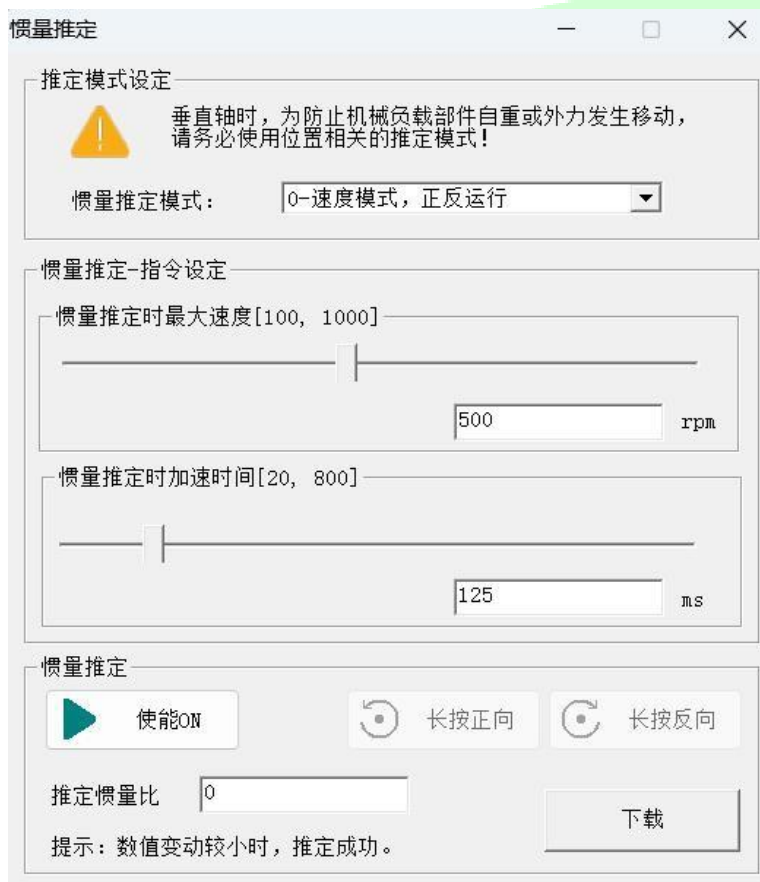 惯量推定
推定模式设定
垂直轴时，为防止机械负载部件自重或外力发生移动，
请务必使用位置相关的推定模式！
惯量推定模式：
0-速度模式，正反运行
惯量推定-指令设定
惯量推定时最大速度[100, 1000]
500
rpm
惯量推定时加速时间[20, 800]
125
ms
惯量推定
使能ON
长按正向
长按反向
推定惯量比
0
下载
提示：数值变动较小时，推定成功。